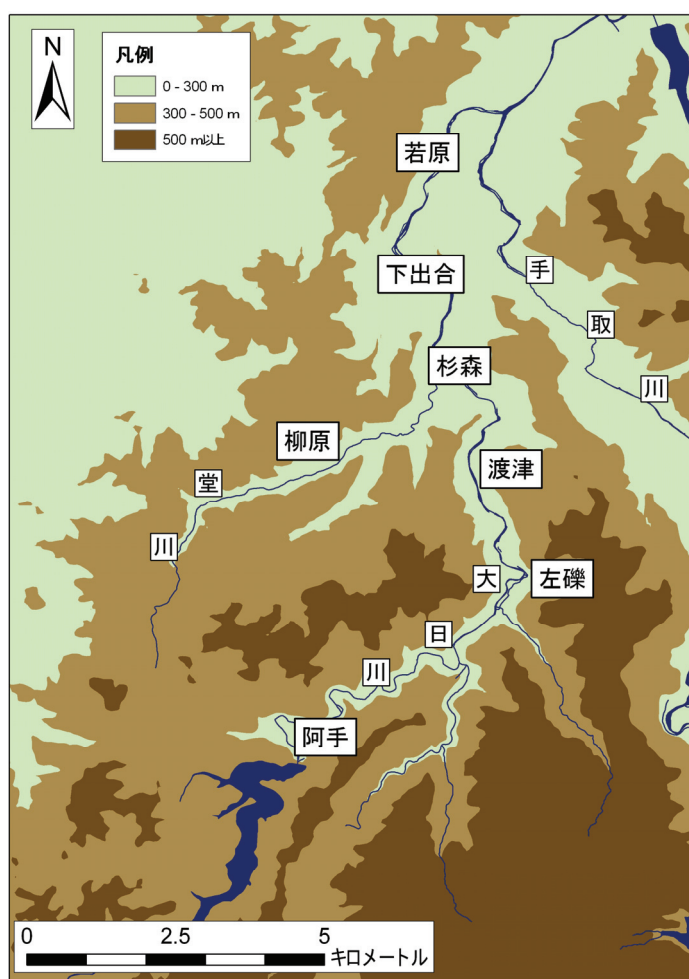 N
凡例
0 - 300 m
300 - 500 m
500 m以上
若原
下出合
手
取
川
杉森
柳原
渡津
堂
川
大
左礫
日
川
阿手
0 2.5 5
キロメートル